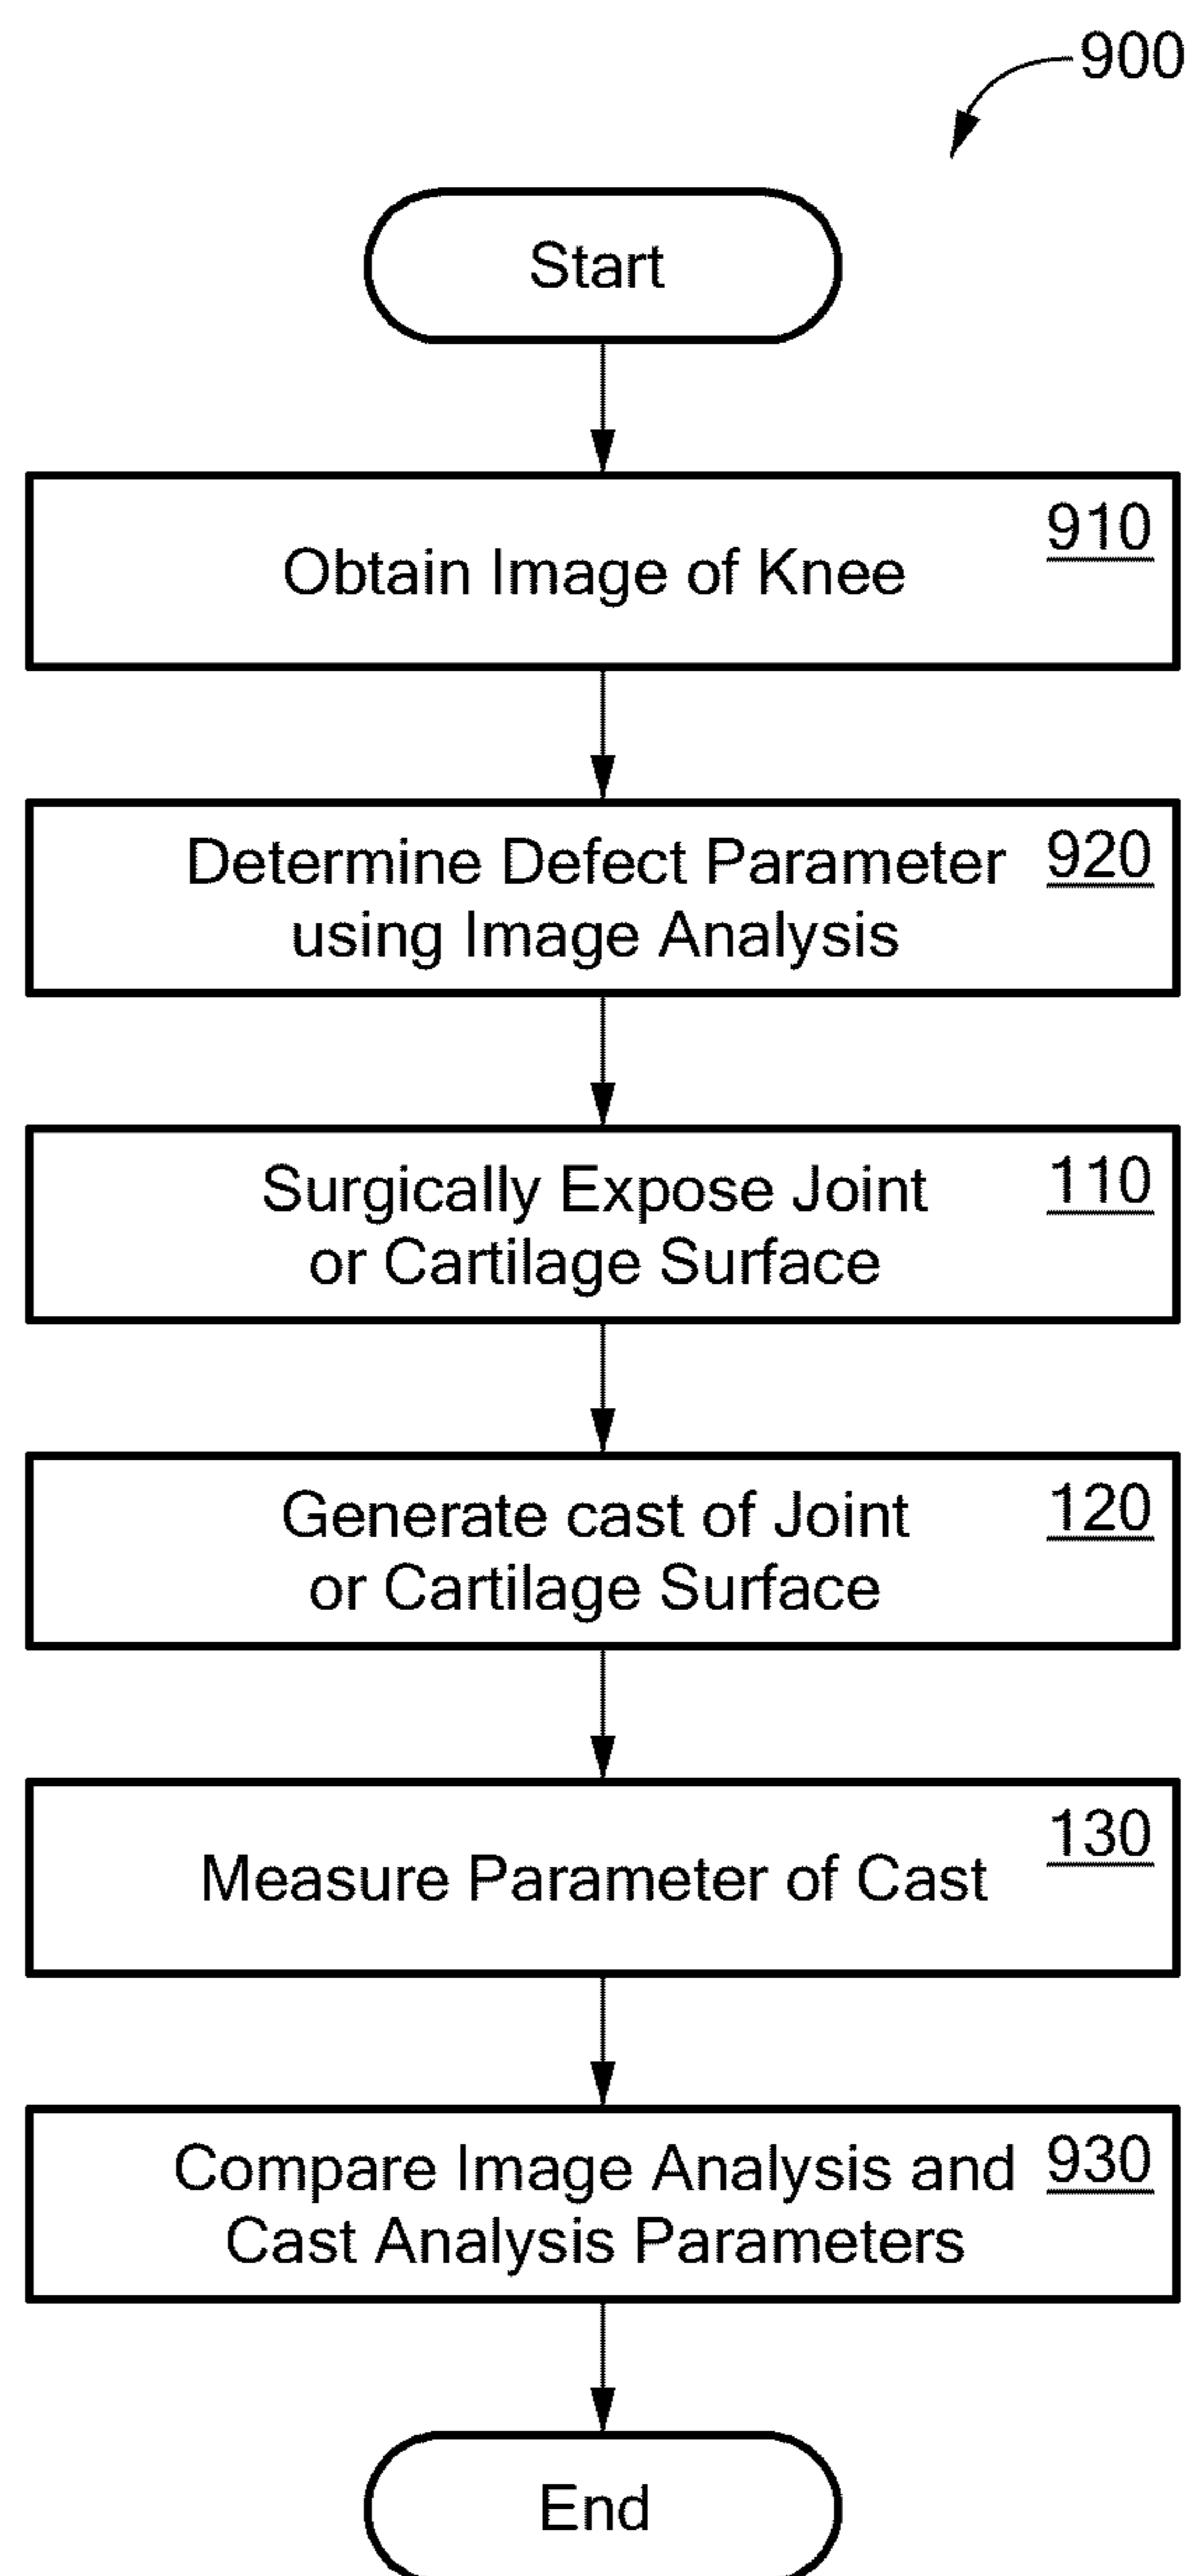 900
Start
910
Obtain Image of Knee
920
Determine Defect Parameter
using Image Analysis
110
Surgically Expose Joint
or Cartilage Surface
120
Generate cast of Joint
or Cartilage Surface
130
Measure Parameter of Cast
930
Compare Image Analysis and
Cast Analysis Parameters
End